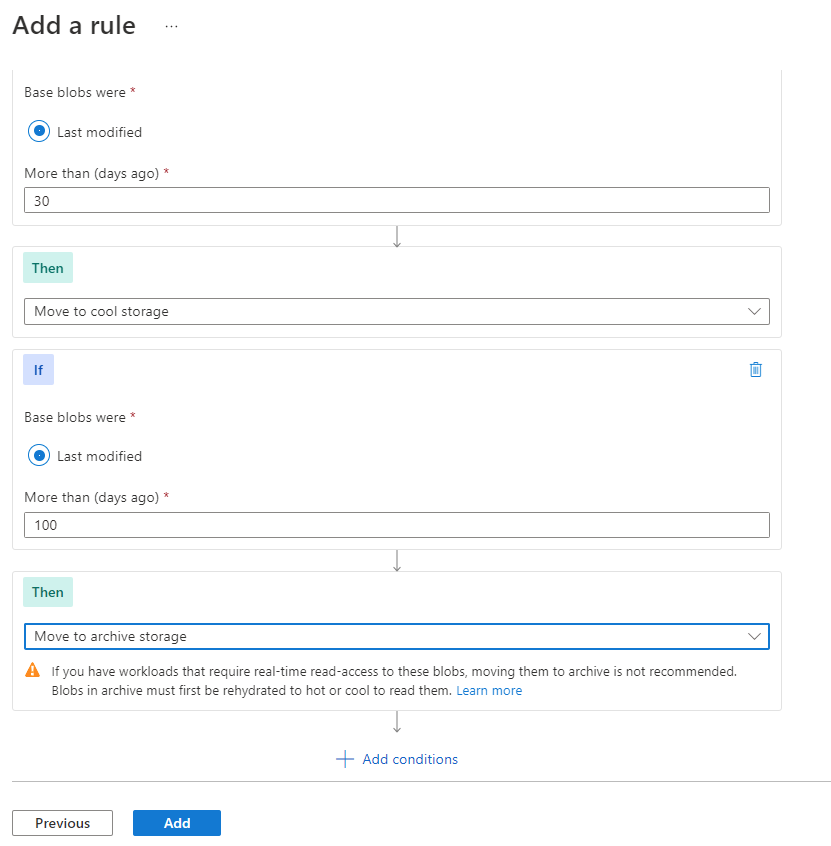 Add a rule ...
Base blobs were *
Last modified
More than (days ago) *
30
Then
Move to cool storage
If
Base blobs were *
Last modified
More than (days ago) *
100
Then
Move to archive storage
If you have workloads that require real-time read-access to these blobs, moving them to archive is not recommended.
Blobs in archive must first be rehydrated to hot or cool to read them. Learn more
Add conditions
Previous
Add